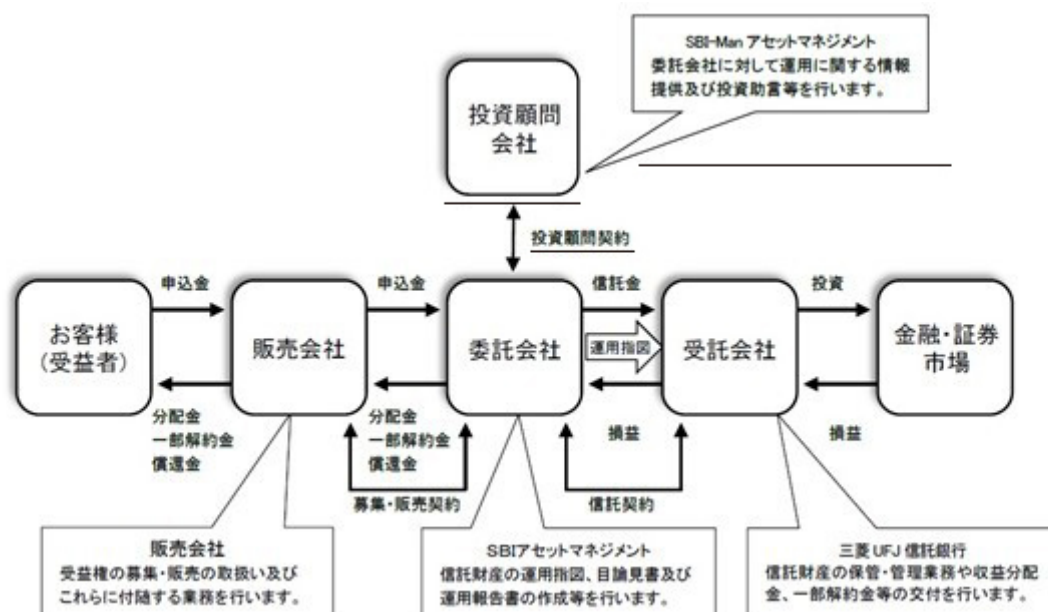 SBI-Man アセットマネジメント
委託会社に対して運用に関する情報
提供及び投資助言等を行います。
投資顧問
会社
投資顧問契約
申込金
申込金
信託金
投資
お客様
(受益者)
販売会社
委託会社
運用指図
受託会社
金融・証券
市場
分配金
一部解約金
償還金
分配金
一部解約金
償還金
損益
損益
募集・販売契約
信託契約
販売会社
受益権の募集・販売の取扱い及び
これらに付随する業務を行います。
SBIアセットマネジメント
信託財産の運用指図、目論見書及び
運用報告書の作成等を行います。
三菱 UFJ 信託銀行
信託財産の保管・管理業務や収益分配
金、一部解約金等の交付を行います。